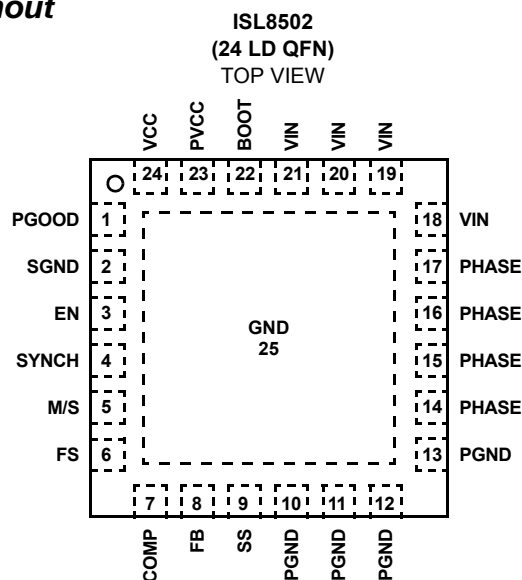 nout
ISL8502
(24 LD QFN)
TOP VIEW
VCC
PVCC
BOOT
VIN
VIN
VIN
24 23 22 21 20 19
PGOOD 1
SGND 2
EN 3
SYNCH 4
M/S 5
FS 6
18 VIN
17 PHASE
16 PHASE
15 PHASE
14 PHASE
13 PGND
GND
25
7 8 9 10 11 12
COMP
FB
SS
PGND
PGND
PGND